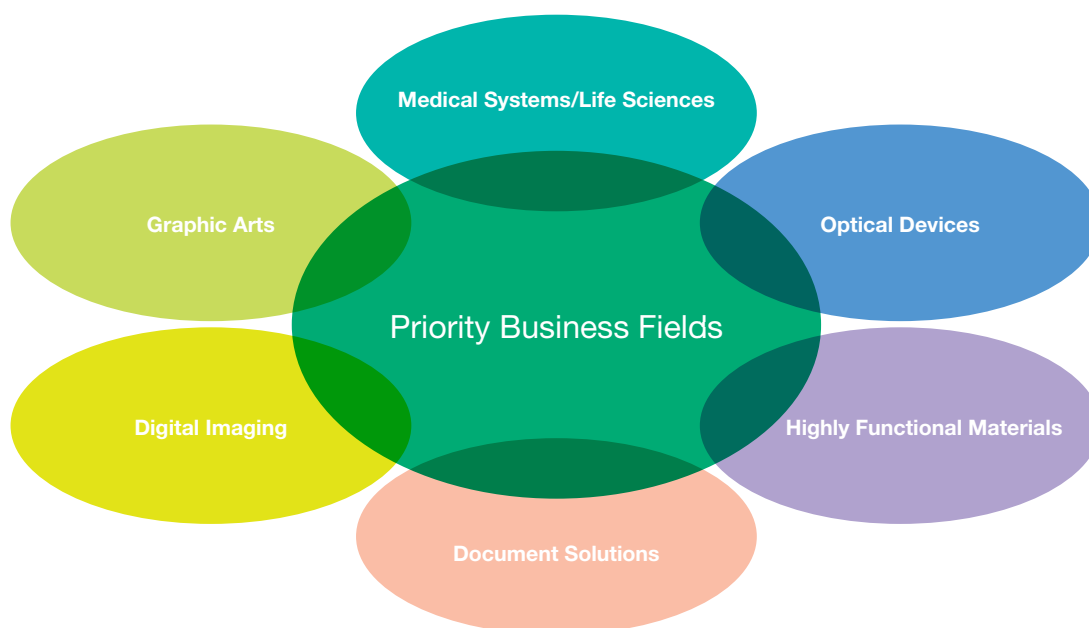 Medical Systems/Life Sciences
Graphic Arts
Optical Devices
Priority Business Fields
Digital Imaging
Highly Functional Materials
Document Solutions